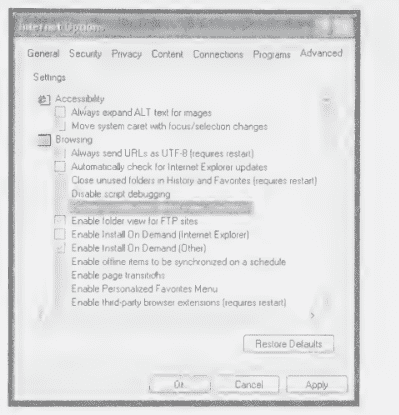 Internet Options
General Security Privacy Content Connections Programs Advanced
Settings
Accessibility
Always expand ALT text for images
Move system caret with focus/selection changes
Browsing
Always send URLs as UTF-8 (requires restart)
Automatically check for Internet Explorer updates
Close unused folders in History and Favorites (requires restart)
Disable script debugging
Enable folder view for FTP sites
Enable Install On Demand (Internet Explorer)
Enable Install On Demand (Other)
Enable offline items to be synchronized on a schedule
Enable page transitions
Enable Personalized Favorites Menu
Enable third-party browser extensions (requires restart)
Restore Defaults
Cancel Apply